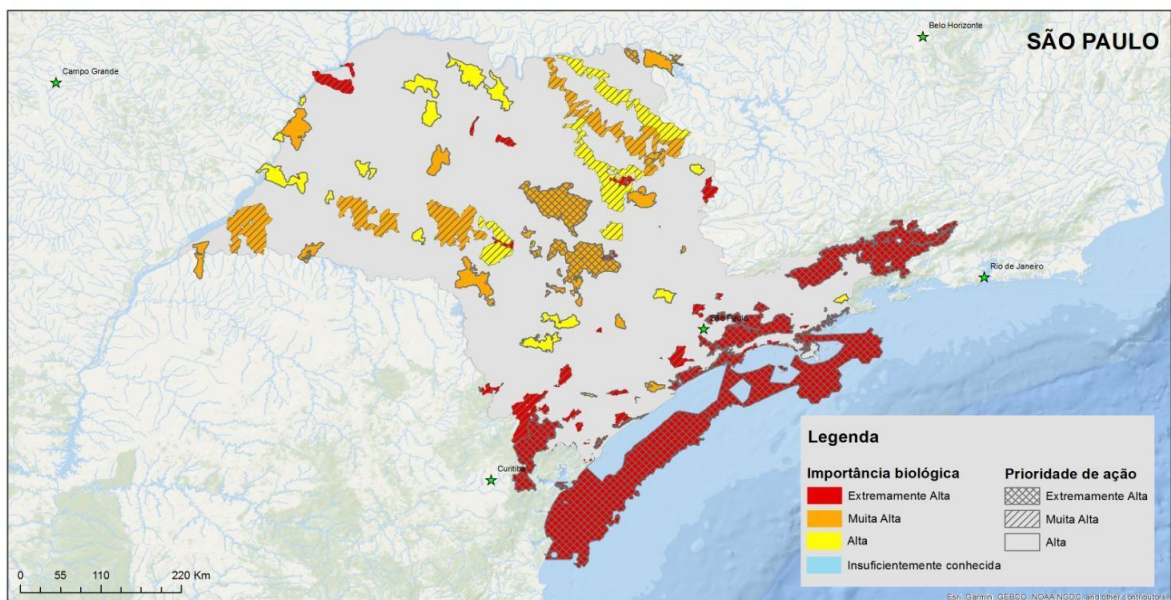 SÃO PAULO
Belo Horizonte
Campo Grande
Rio de Janeiro
São Paulo
Curitiba
Legenda
Importância biológica
Extremamente Alta
Muita Alta
Alta
Insuficientemente conhecida
Prioridade de ação
Extremamente Alta
Muita Alta
Alta
0 55 110 220 Km
Esri, Garmin, GEBCO, NOAA NGDC, and other contributors